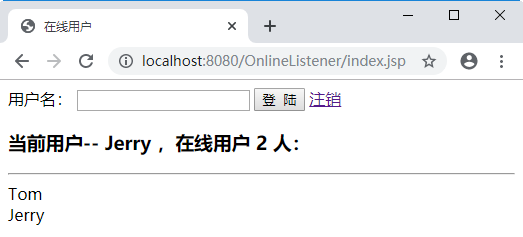 在线用户
localhost:8080/OnlineListener/index.jsp
用户名： 登 陆 注销
当前用户-- Jerry ，在线用户 2 人：
Tom
Jerry